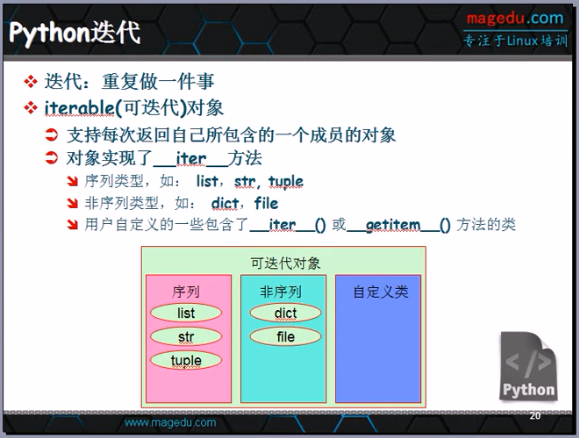 Python迭代
magedu.com
专注于Linux培训
迭代：重复做一件事
iterable(可迭代)对象
支持每次返回自己所包含的一个成员的对象
对象实现了__iter__方法
序列类型，如： list，str, tuple
非序列类型，如： dict，file
用户自定义的一些包含了__iter__() 或__getitem__() 方法的类
可迭代对象
序列
list
str
tuple
非序列
dict
file
自定义类
</>
Python
www.magedu.com
20